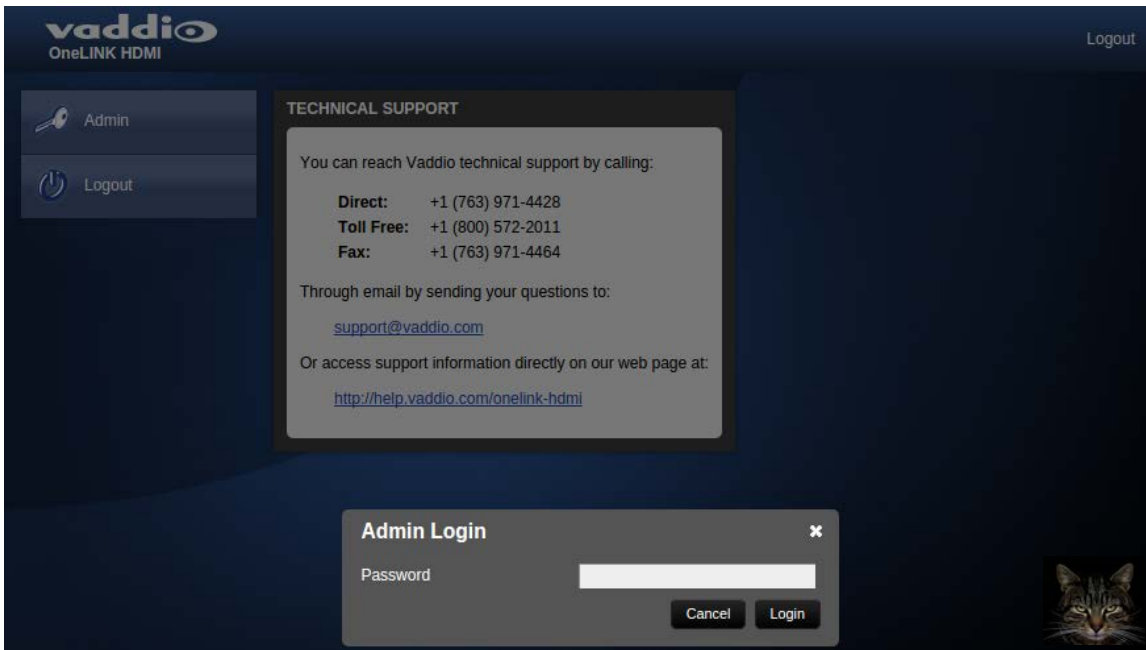 vaddio
OneLINK HDMI
Logout
Admin
Logout
TECHNICAL SUPPORT
You can reach Vaddio technical support by calling:
Direct: +1 (763) 971-4428
Toll Free: +1 (800) 572-2011
Fax: +1 (763) 971-4464
Through email by sending your questions to:
support@vaddio.com
Or access support information directly on our web page at:
http://help.vaddio.com/onelink-hdmi
Admin Login
Password
Cancel Login